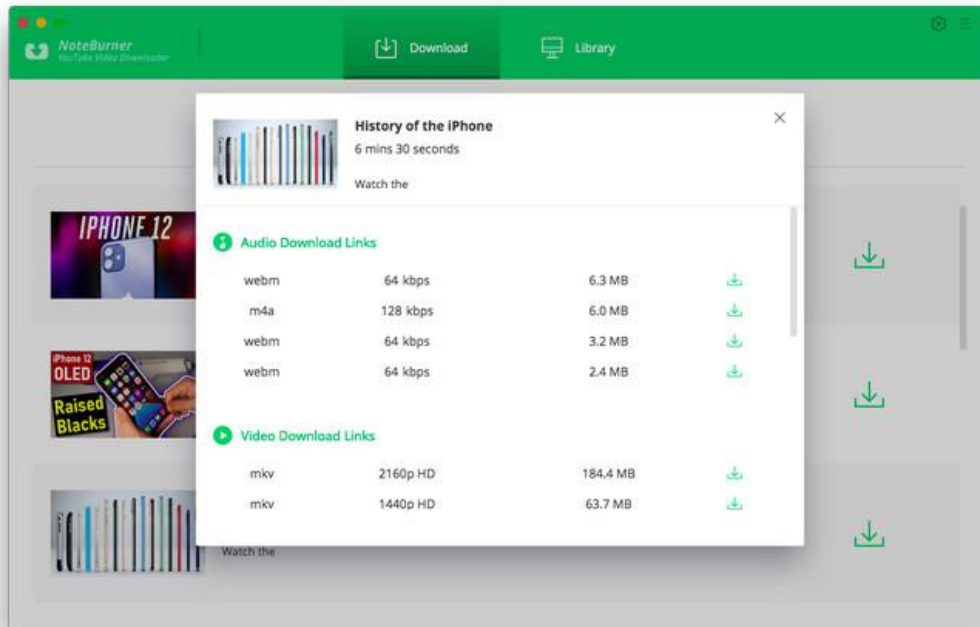 NoteBurner
YouTube Video Downloader
Download
Library
History of the iPhone
6 mins 30 seconds
Watch the
Audio Download Links
webm 64 kbps 6.3 MB
m4a 128 kbps 6.0 MB
webm 64 kbps 3.2 MB
webm 64 kbps 2.4 MB
Video Download Links
mkv 2160p HD 184.4 MB
mkv 1440p HD 63.7 MB
IPHONE 12
iPhone 12
OLED
Raised
Blacks
Watch the